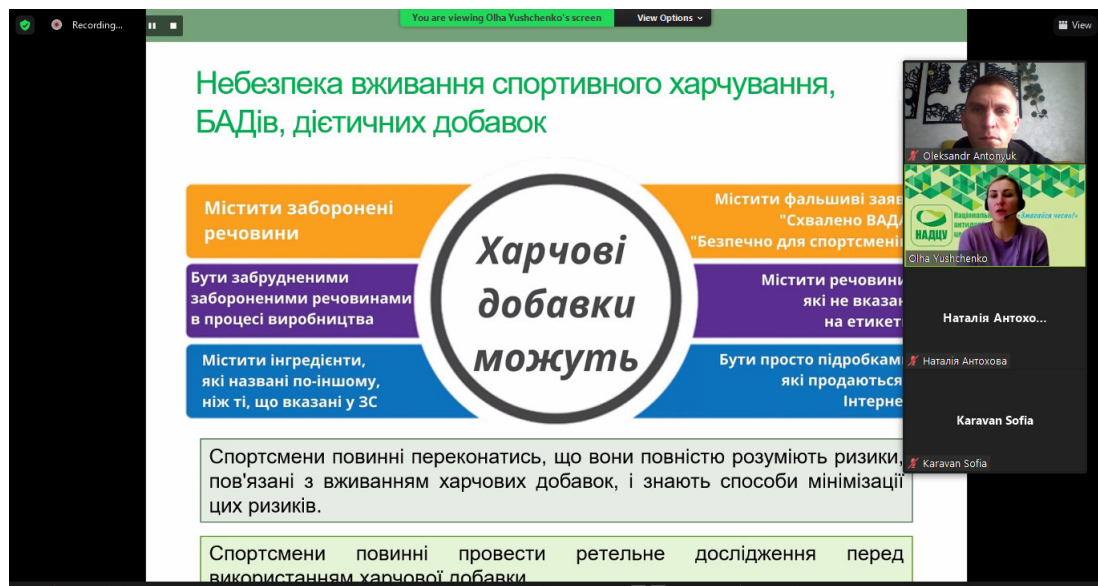 Recording...
You are viewing Olha Yushchenko's screen
View Options
View
Небезпека вживання спортивного харчування,
БАДів, дієтичних добавок
Містити заборонені
речовини
Бути забрудненими
забороненими речовинами
в процесі виробництва
Містити інгредієнти,
які названі по-іншому,
ніж ті, що вказані у ЗС
Харчові
добавки
можуть
Містити фальшиві заяв
"Схвалено ВАДА
"Безпечно для спортсмені
Містити речовини
які не вказан
на етикет
Бути просто підробкам
які продаються
Інтерне
Спортсмени повинні переконатись, що вони повністю розуміють ризики,
пов'язані з вживанням харчових добавок, і знають способи мінімізації
цих ризиків.
Спортсмени повинні провести ретельне дослідження перед
використанням харчової добавки
Oleksandr Antonyuk
НАДЦУ
«Змагайся чесно!»
Olha Yushchenko
Наталія Антохо...
Наталія Антохова
Karavan Sofia
Karavan Sofia